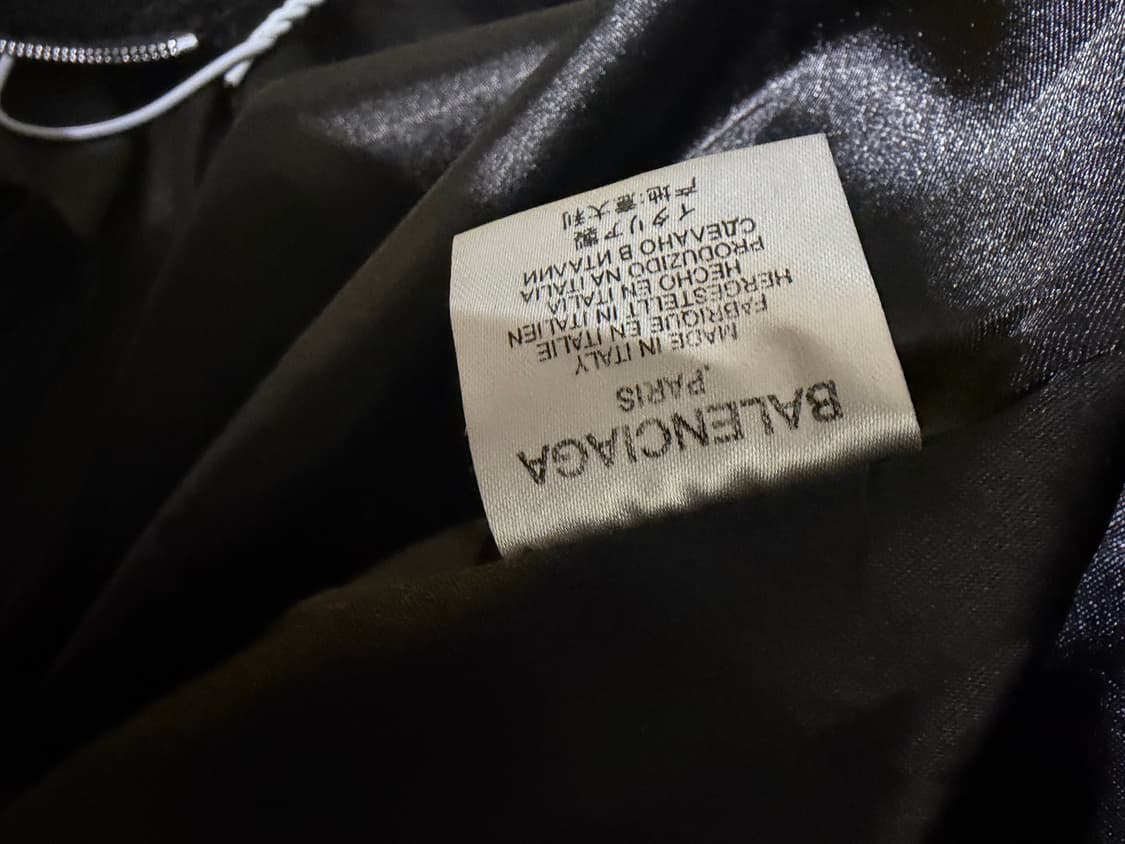 BALENCIAGA
PARIS
MADE IN ITALY
FABRIQUE EN ITALIE
HERGESTELLT IN ITALIEN
HECHO EN ITALIA
PRODUZIDO NA ITALIA
СДЕЛАНО В ИТАЛИИ
イタリア製
产地:意大利